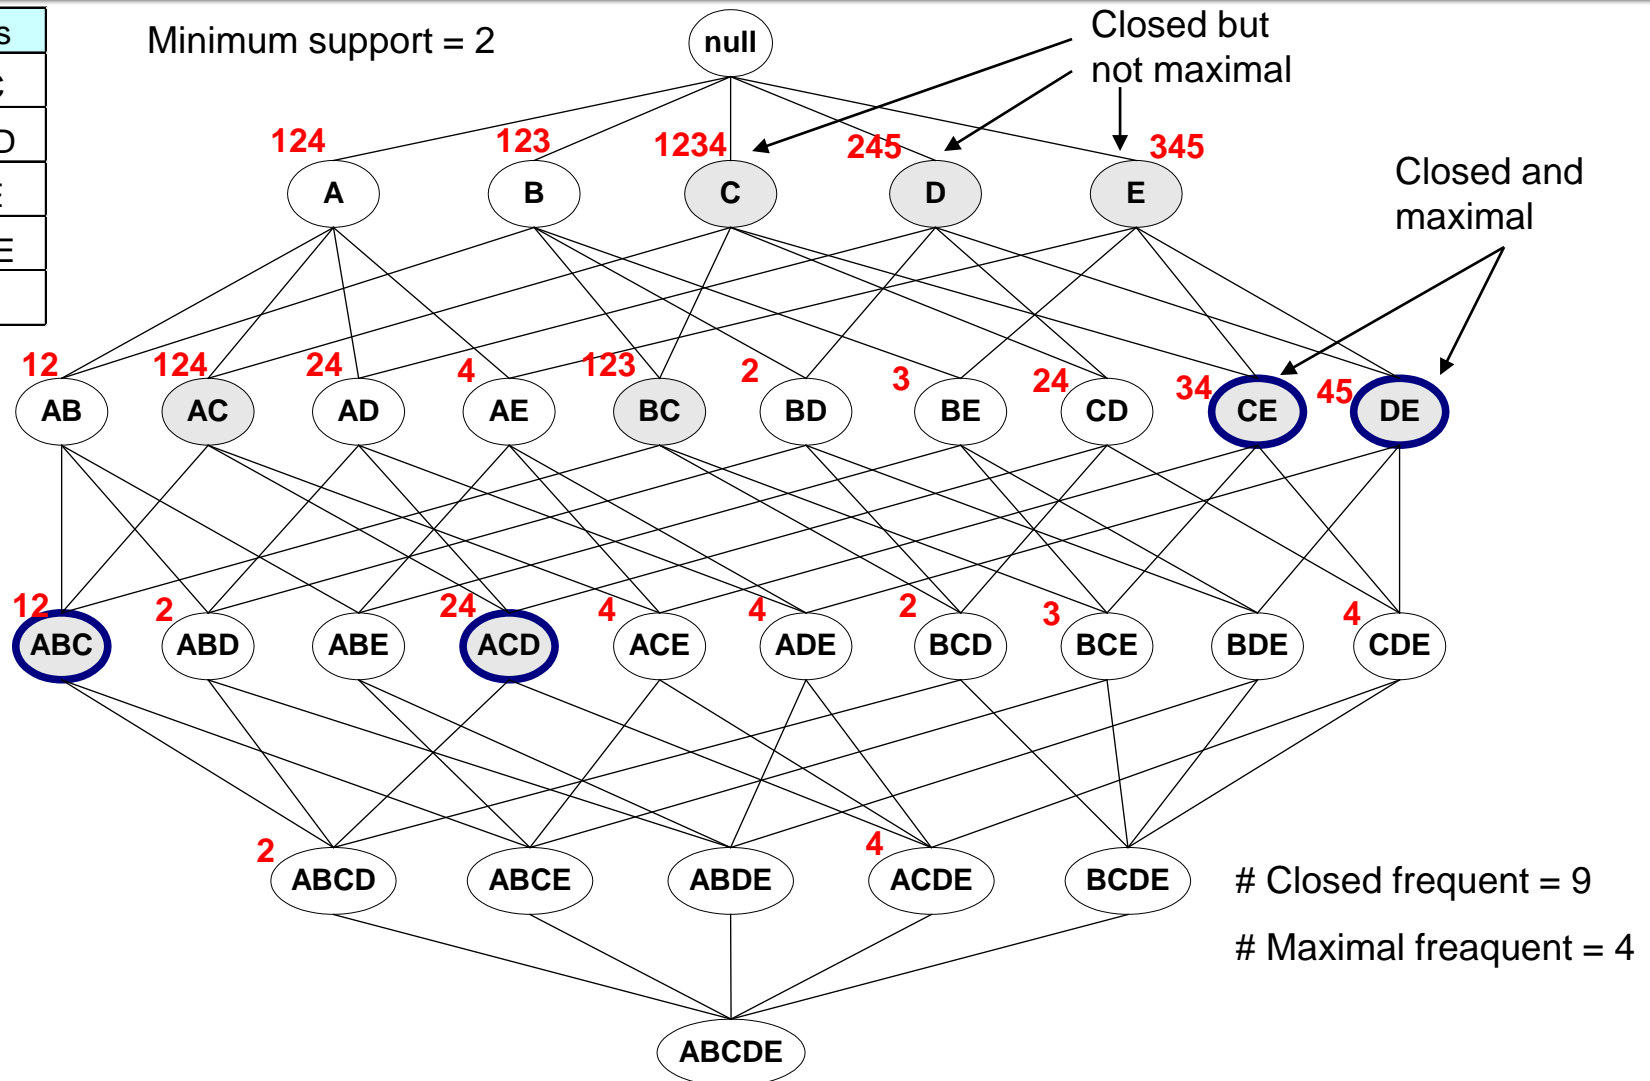 s
C
D
E
E
Minimum support = 2
null
Closed but
not maximal
124
123
1234
245
345
A
B
C
D
E
Closed and
maximal
12
124
24
4
123
2
3
24
34
45
AB
AC
AD
AE
BC
BD
BE
CD
CE
DE
12
2
24
4
4
2
3
4
ABC
ABD
ABE
ACD
ACE
ADE
BCD
BCE
BDE
CDE
2
4
ABCD
ABCE
ABDE
ACDE
BCDE
# Closed frequent = 9
# Maximal freaquent = 4
ABCDE